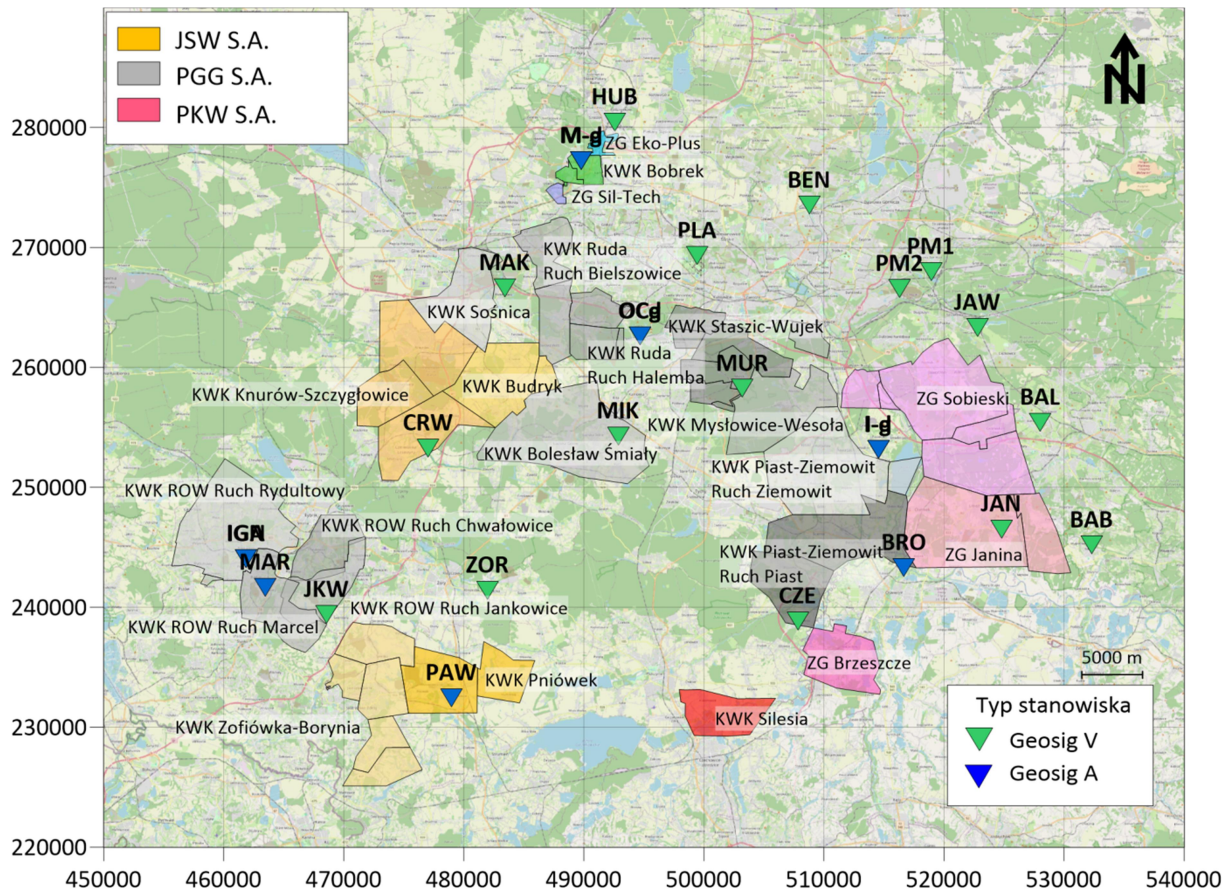 JSW S.A.
PGG S.A.
PKW S.A.
N
HUB
280000
M-g
ZG Eko-Plus
KWK Bobrek
BEN
ZG Sil-Tech
PLA
270000
KWK Ruda
Ruch Bielszowice
PM1
MAK
PM2
JAW
KWK Sośnica
OCg
KWK Staszic-Wujek
260000
KWK Ruda
Ruch Halemba
MUR
KWK Knurów-Szczygłowice
KWK Budryk
ZG Sobieski
BAL
CRW
MIK
KWK Mysłowice-Wesoła
I-g
KWK Bolesław Śmiały
KWK Piast-Ziemowit
Ruch Ziemowit
250000
KWK ROW Ruch Rydułtowy
KWK ROW Ruch Chwałowice
JAN
BAB
MAR
ZOR
KWK Piast-Ziemowit
Ruch Piast
BRO
ZG Janina
JKW
CZE
240000
KWK ROW Ruch Jankowice
KWK ROW Ruch Marcel
ZG Brzeszcze
PAW
KWK Pniówek
5000 m
230000
KWK Zofiówka-Borynia
KWK Silesia
Typ stanowiska
Geosig V
Geosig A
220000
450000 460000 470000 480000 490000 500000 510000 520000 530000 540000